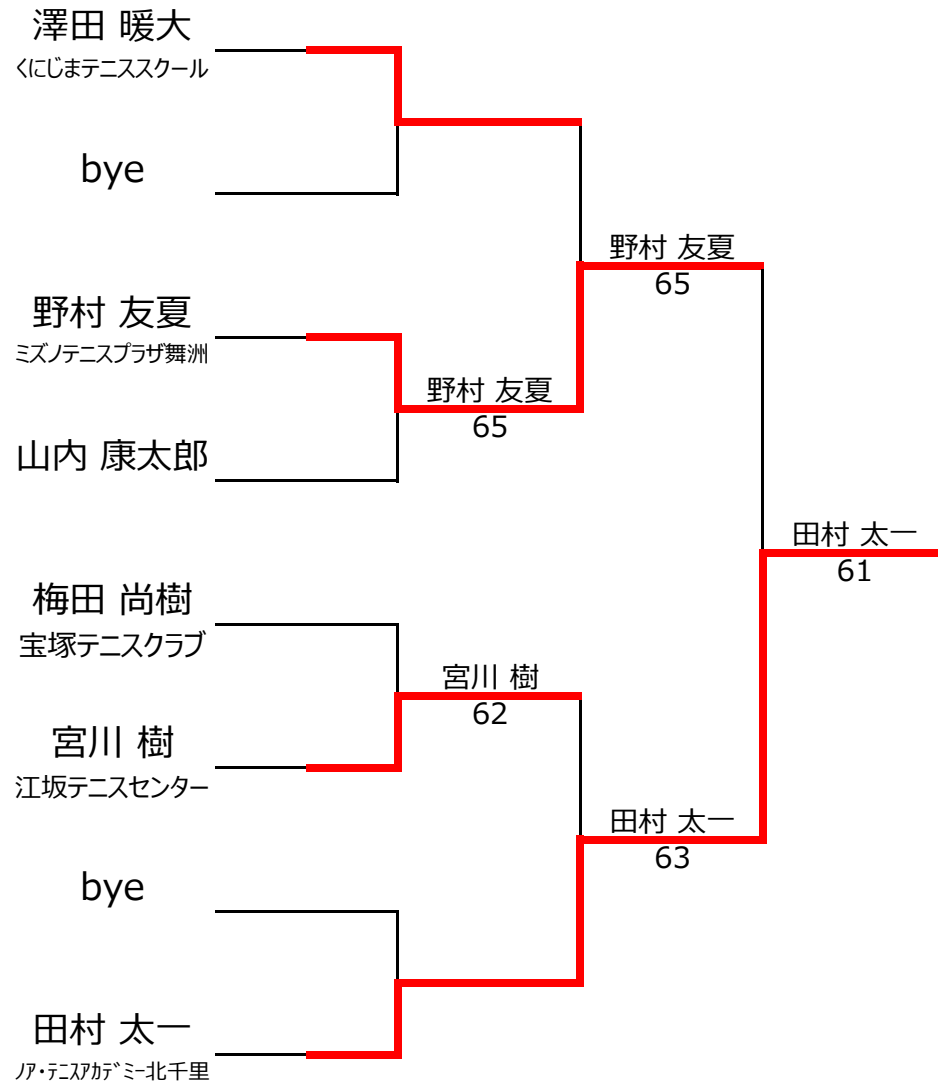 澤田 暖大
くにじまテニススクール
bye
野村 友夏
ミズノテニスプラザ舞洲
山内 康太郎
梅田 尚樹
宝塚テニスクラブ
宮川 樹
江坂テニスセンター
bye
田村 太一
ﾉｱ・ﾃﾆｽｱｶﾃﾞﾐｰ北千里
野村 友夏
65
宮川 樹
62
野村 友夏
65
田村 太一
63
田村 太一
61